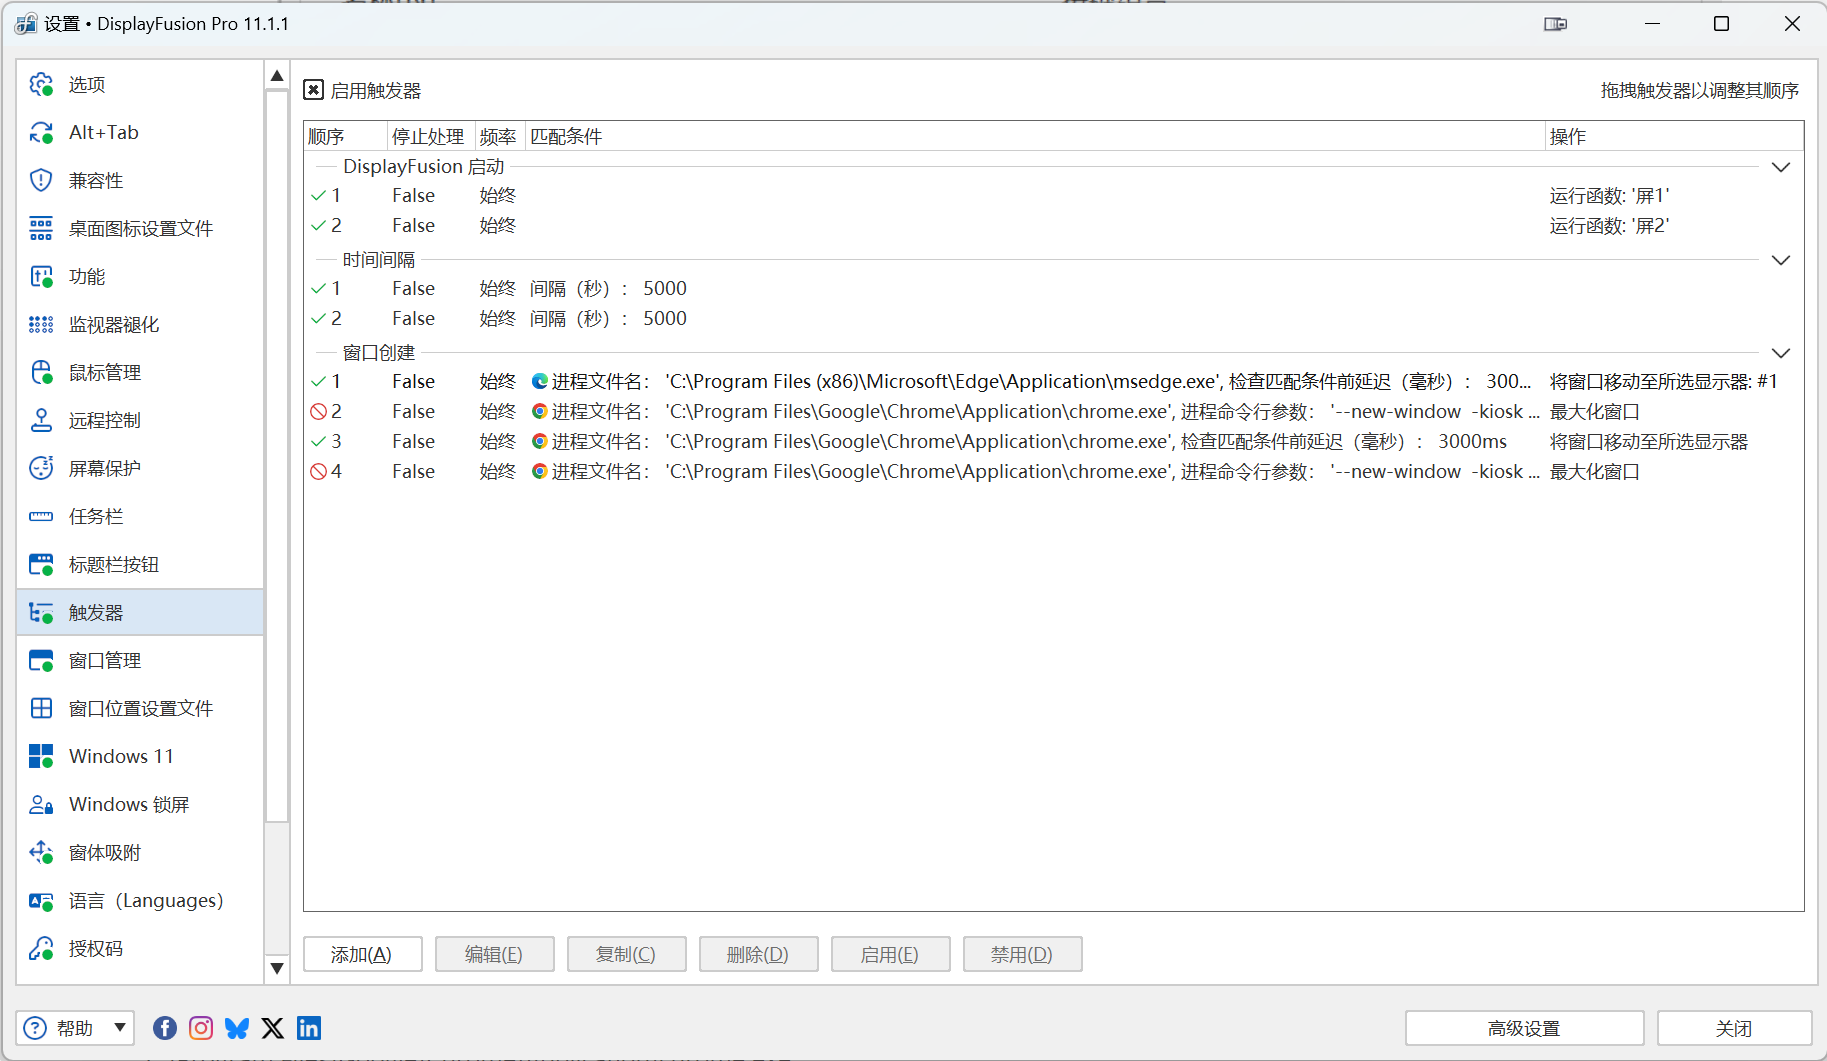 设置 • DisplayFusion Pro 11.1.1
选项
Alt+Tab
兼容性
桌面图标设置文件
功能
监视器褪化
鼠标管理
远程控制
屏幕保护
任务栏
标题栏按钮
触发器
窗口管理
窗口位置设置文件
Windows 11
Windows 锁屏
窗体吸附
语言（Languages）
授权码
启用触发器
拖拽触发器以调整其顺序
顺序 停止处理 频率 匹配条件 操作
DisplayFusion 启动
1 False 始终 运行函数: '屏1'
2 False 始终 运行函数: '屏2'
时间间隔
1 False 始终 间隔（秒）： 5000
2 False 始终 间隔（秒）： 5000
窗口创建
1 False 始终 进程文件名： 'C:\Program Files (x86)\Microsoft\Edge\Application\msedge.exe', 检查匹配条件前延迟（毫秒）： 300... 将窗口移动至所选显示器: #1
2 False 始终 进程文件名： 'C:\Program Files\Google\Chrome\Application\chrome.exe', 进程命令行参数： '--new-window  -kiosk ... 最大化窗口
3 False 始终 进程文件名： 'C:\Program Files\Google\Chrome\Application\chrome.exe', 检查匹配条件前延迟（毫秒）： 3000ms 将窗口移动至所选显示器
4 False 始终 进程文件名： 'C:\Program Files\Google\Chrome\Application\chrome.exe', 进程命令行参数： '--new-window  -kiosk ... 最大化窗口
添加(A) 编辑(E) 复制(C) 删除(D) 启用(E) 禁用(D)
帮助
高级设置 关闭